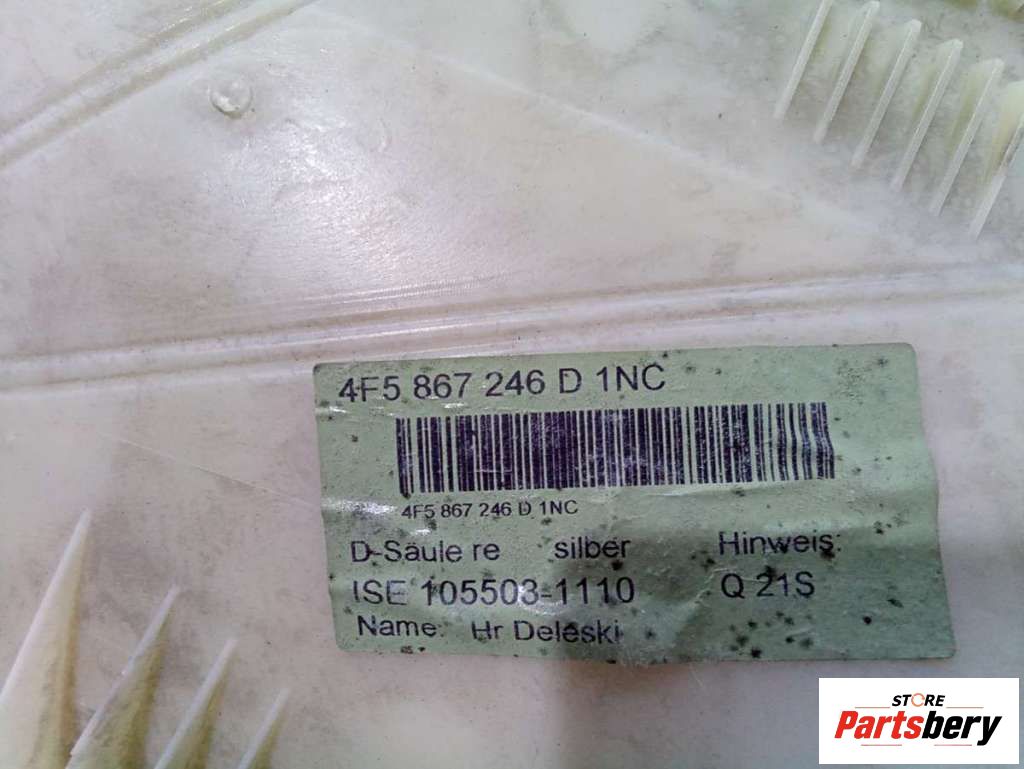 4F5 867 246 D 1NC
4F5 867 246 D 1NC
D-Säule re silber Hinweis:
ISE 105503-1110 Q 21S
Name: Hr Deleski
STORE
Partsbery